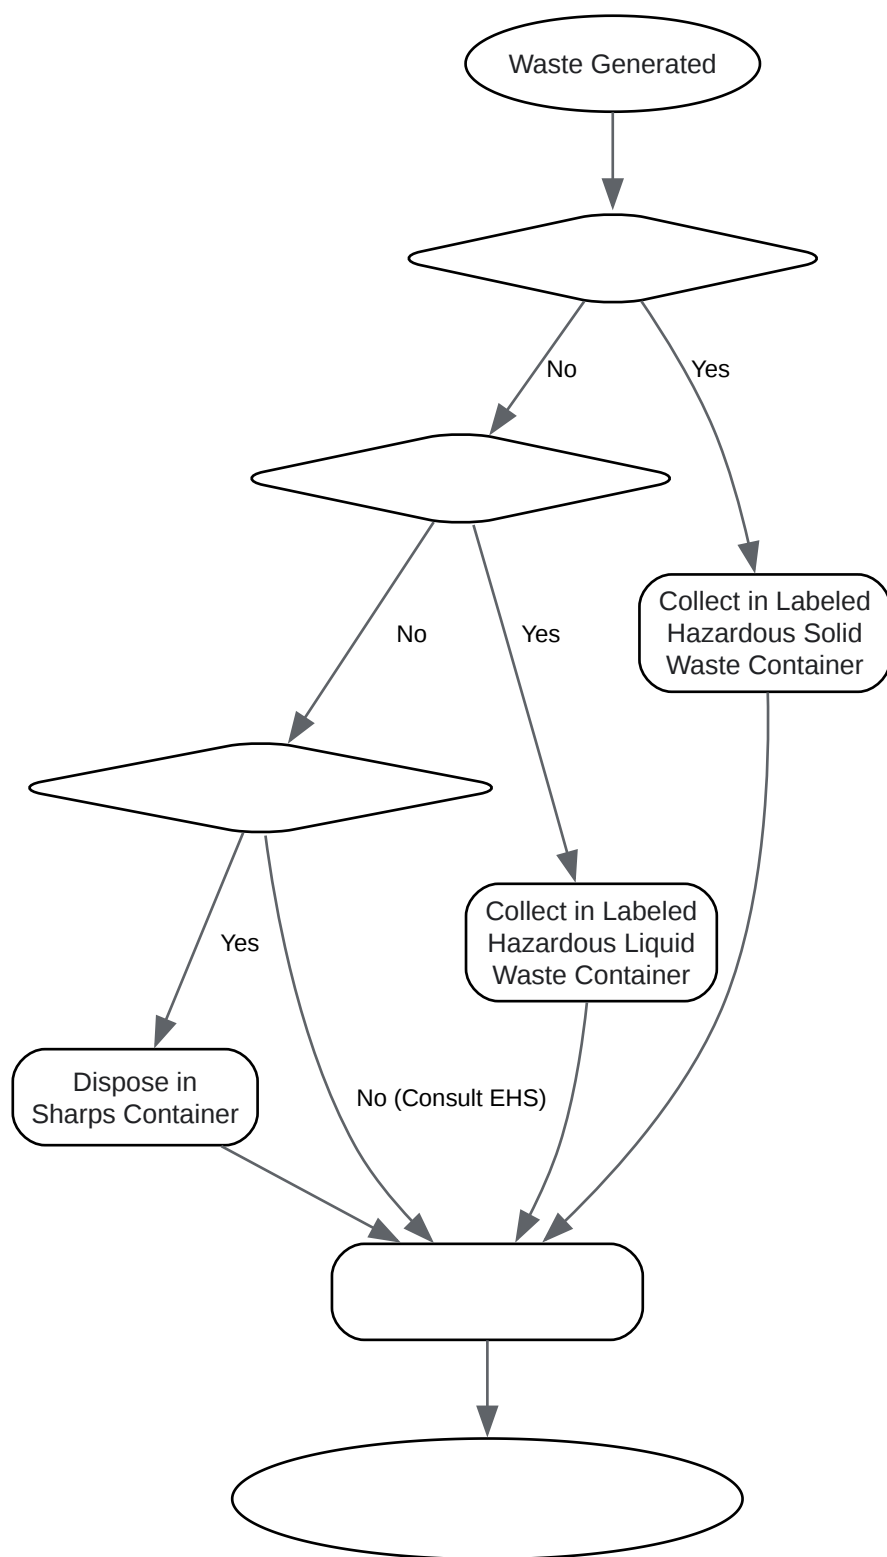 Waste Generated
No
Yes
Collect in Labeled
Hazardous Solid
Waste Container
No
Yes
Collect in Labeled
Hazardous Liquid
Waste Container
Yes
Dispose in
Sharps Container
No (Consult EHS)